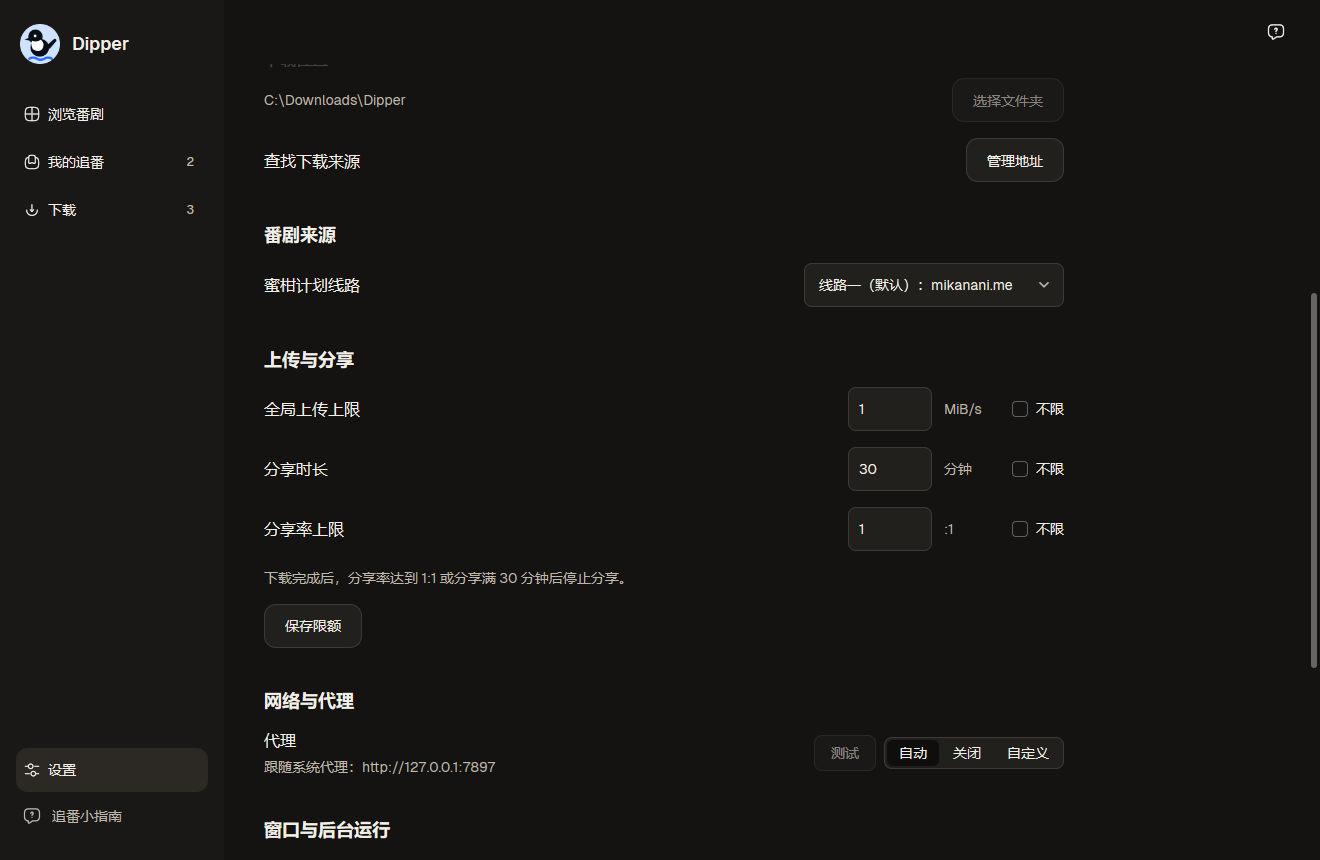 Dipper
浏览番剧
我的追番 2
下载 3
设置
追番小指南
C:\Downloads\Dipper
选择文件夹
查找下载来源
管理地址
番剧来源
蜜柑计划线路
线路一（默认）：mikanani.me
上传与分享
全局上传上限
1 MiB/s 不限
分享时长
30 分钟 不限
分享率上限
1 :1 不限
下载完成后，分享率达到 1:1 或分享满 30 分钟后停止分享。
保存限额
网络与代理
代理
跟随系统代理：http://127.0.0.1:7897
测试 自动 关闭 自定义
窗口与后台运行